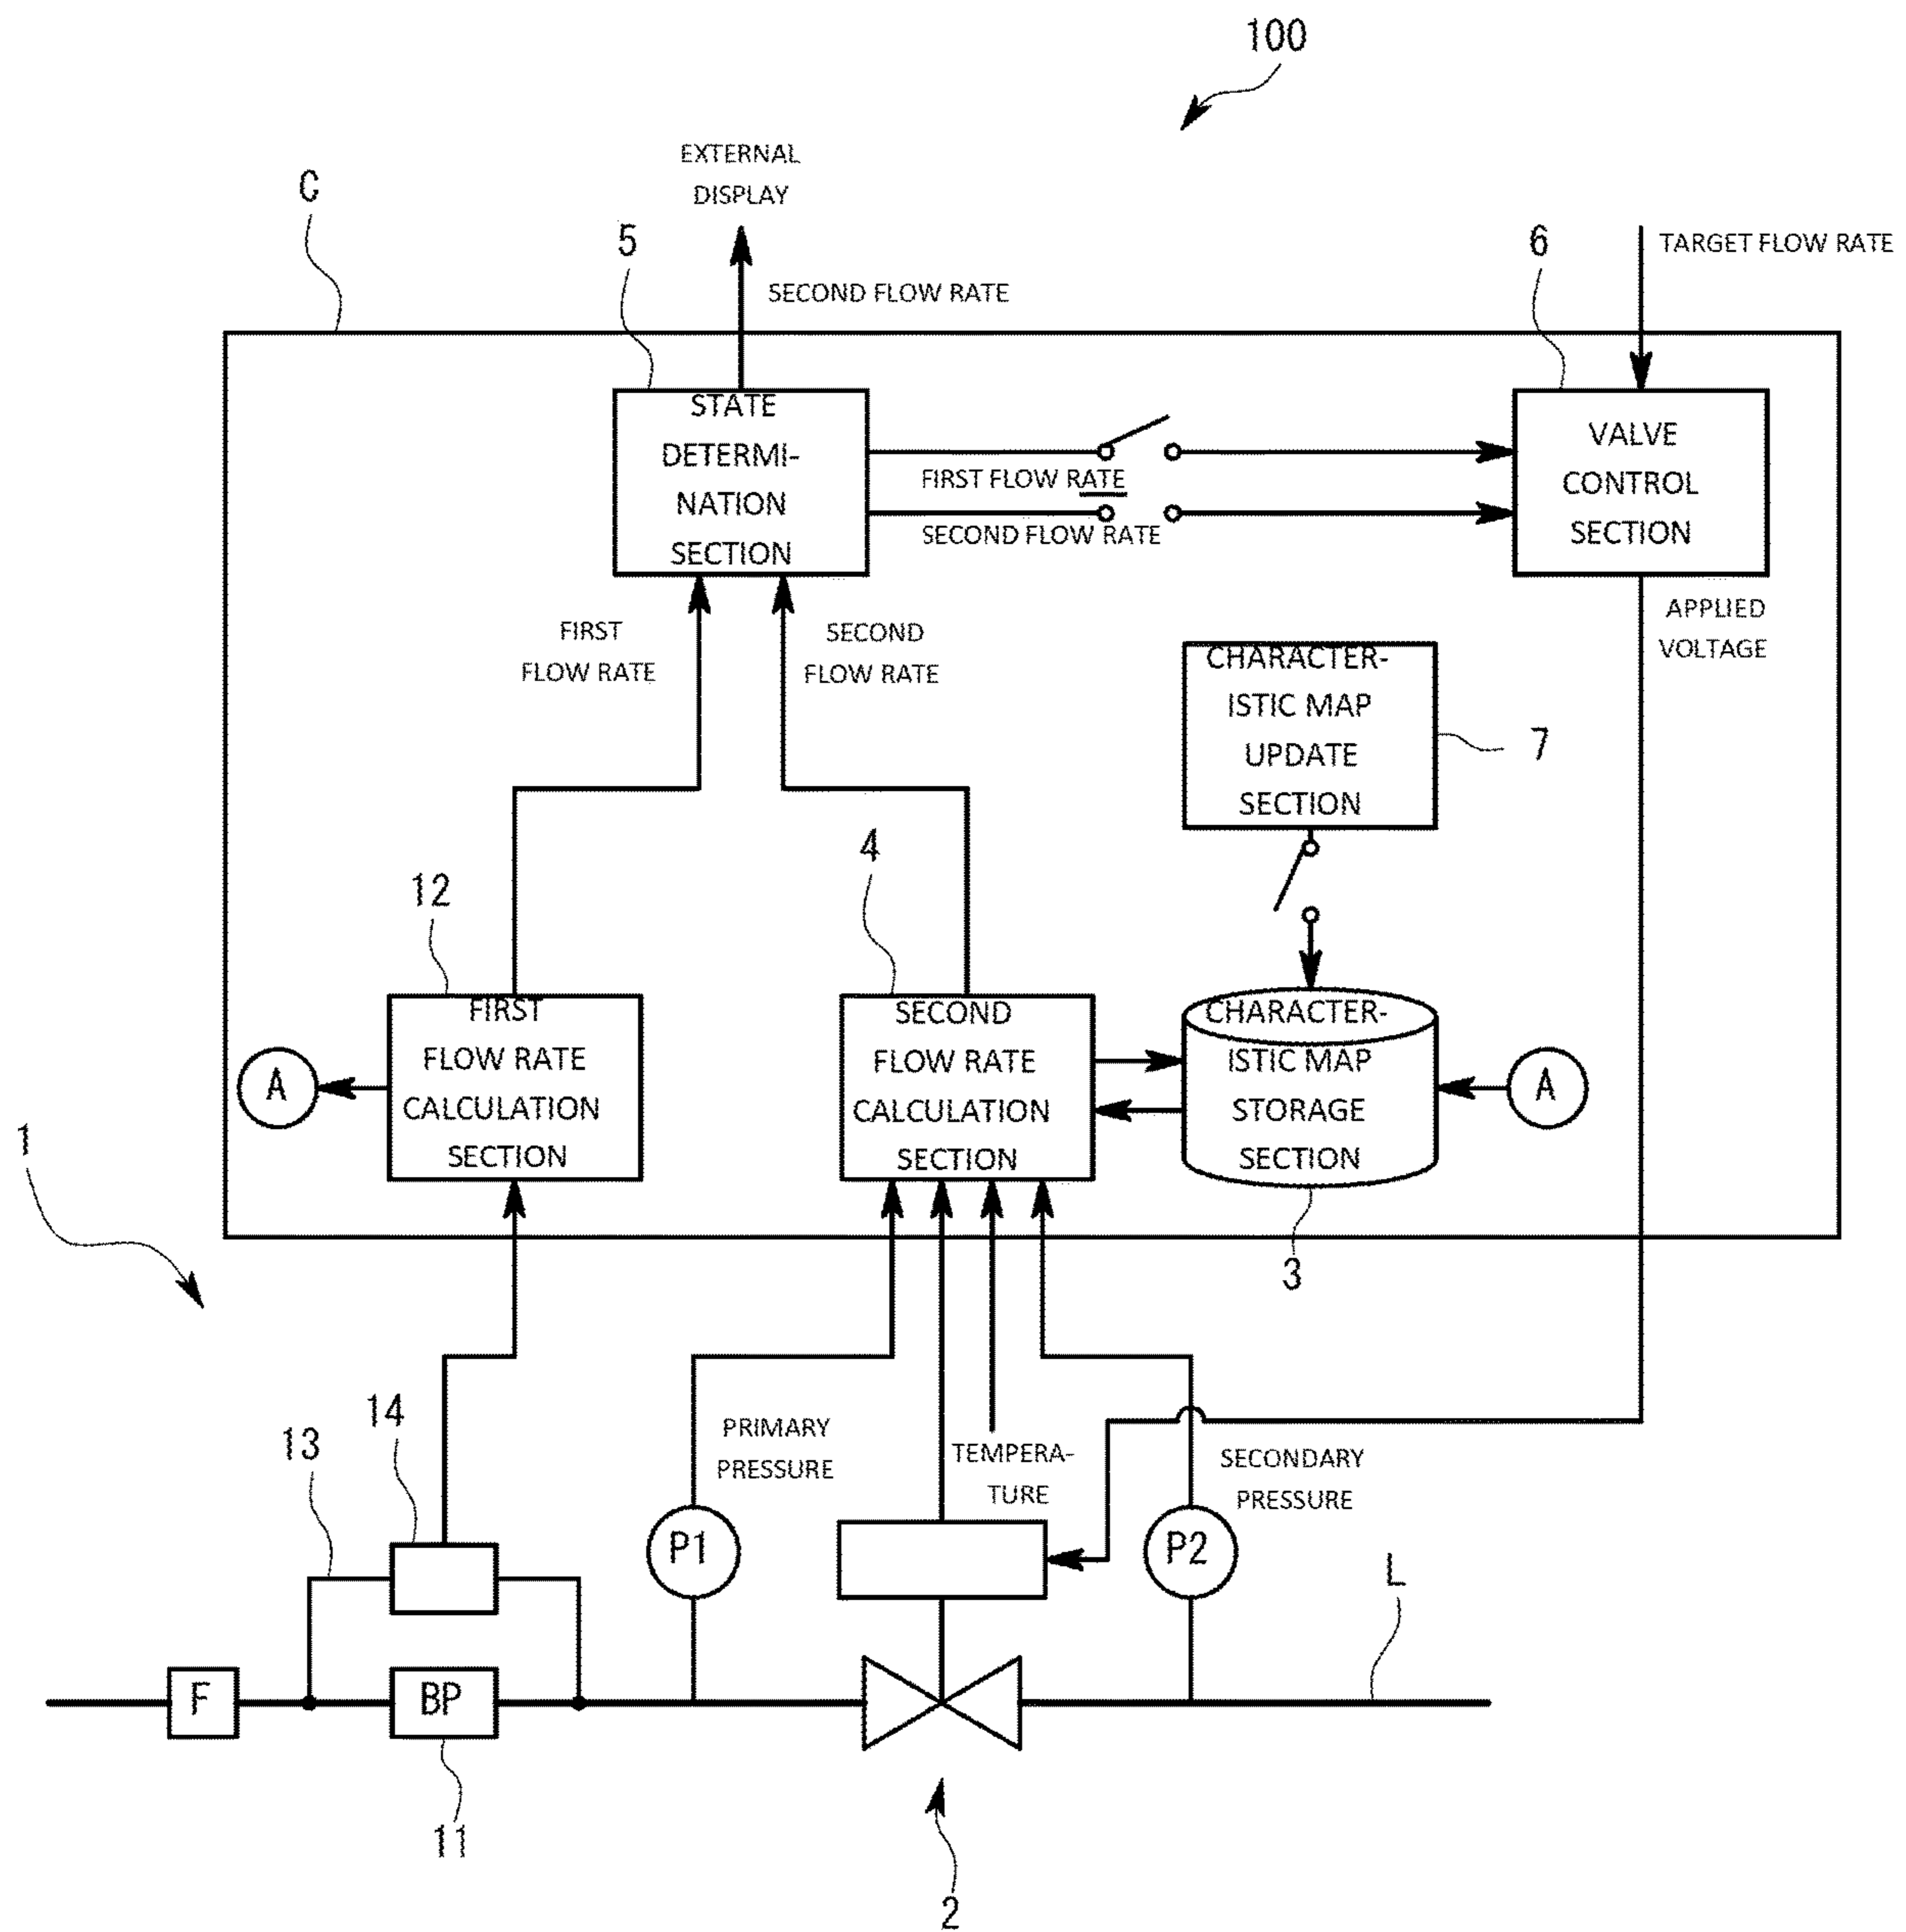 100
EXTERNAL
DISPLAY
C
5
6
TARGET FLOW RATE
SECOND FLOW RATE
STATE
DETERMI-
NATION
SECTION
FIRST FLOW RATE
SECOND FLOW RATE
VALVE
CONTROL
SECTION
FIRST
FLOW RATE
SECOND
FLOW RATE
APPLIED
VOLTAGE
CHARACTER-
ISTIC MAP
UPDATE
SECTION
7
4
12
FIRST
FLOW RATE
CALCULATION
SECTION
A
SECOND
FLOW RATE
CALCULATION
SECTION
CHARACTER-
ISTIC MAP
STORAGE
SECTION
A
1
3
14
13
PRIMARY
PRESSURE
TEMPERA-
TURE
SECONDARY
PRESSURE
P1
P2
L
F
BP
11
2